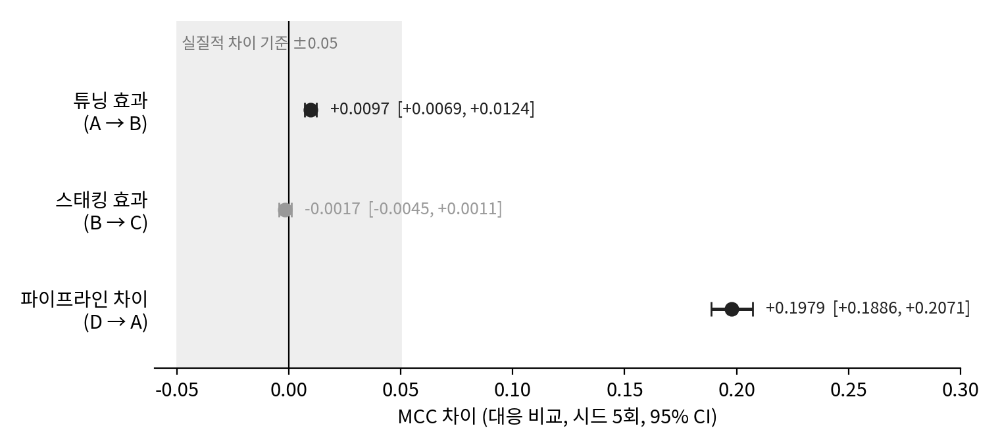 실질적 차이 기준 ±0.05
튜닝 효과
(A → B)
+0.0097 [+0.0069, +0.0124]
스태킹 효과
(B → C)
-0.0017 [-0.0045, +0.0011]
파이프라인 차이
(D → A)
+0.1979 [+0.1886, +0.2071]
-0.05 0.00 0.05 0.10 0.15 0.20 0.25 0.30
MCC 차이 (대응 비교, 시드 5회, 95% CI)